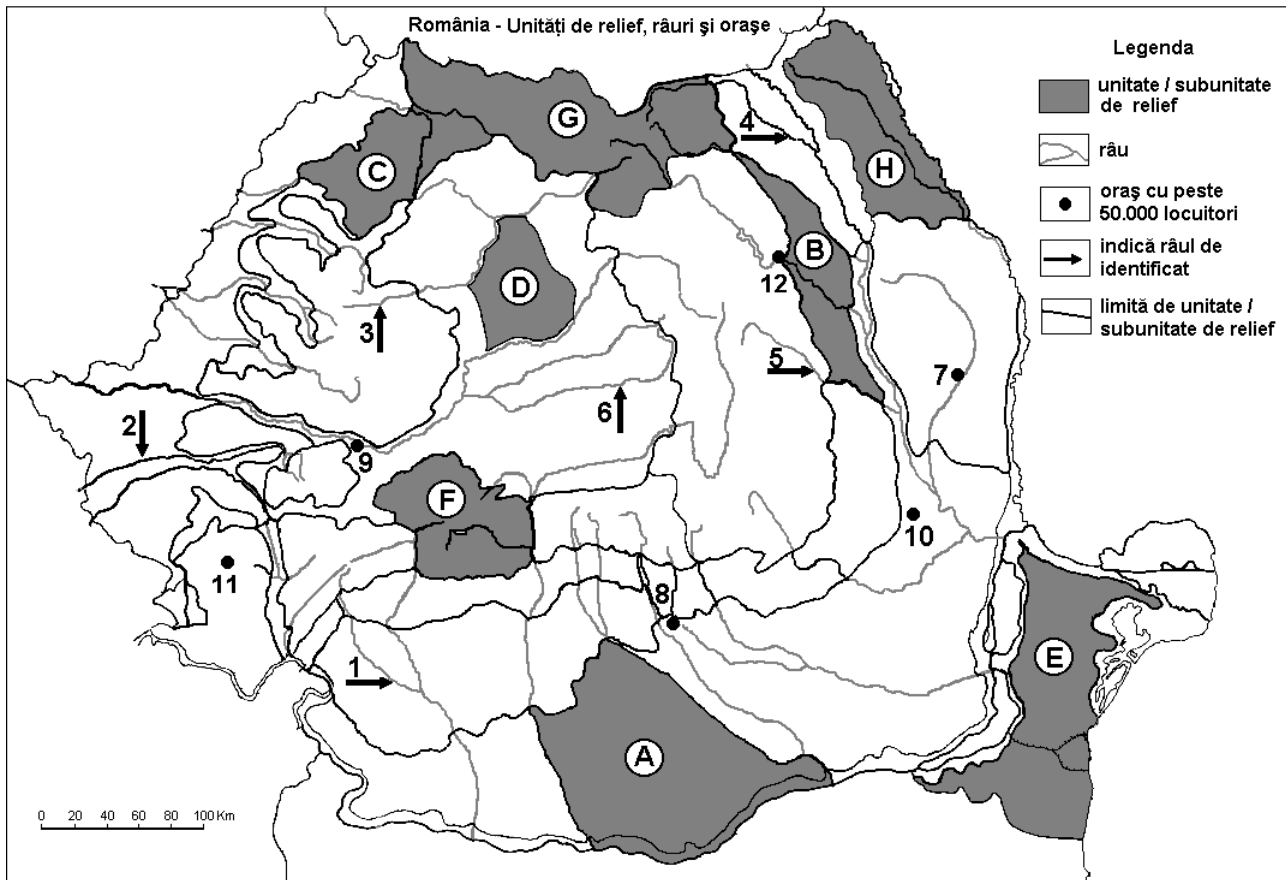 România - Unități de relief, râuri şi oraşe
Legenda
unitate / subunitate
de relief
râu
oraş cu peste
50.000 locuitori
indică râul de
identificat
limită de unitate /
subunitate de relief
G
4
C
H
B
12
D
3
5
7
2
6
9
F
10
11
8
1
E
A
0 20 40 60 80 100 Km